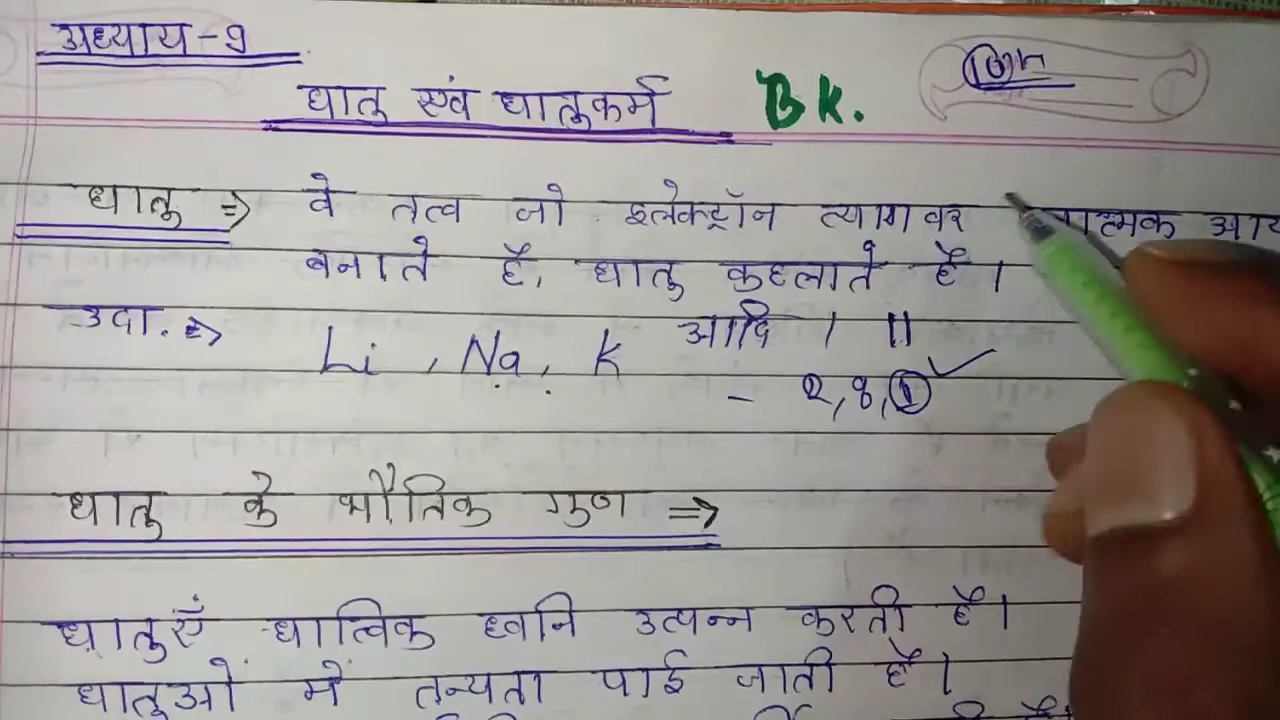 अध्याय-9
धातु एवं धातुकर्म BK.
धातु ⇒ वे तत्व जो इलेक्ट्रॉन त्यागकर
बनाते है, धातु कहलाते है।
उदा. ⇒ Li, Na, K आदि। 11
- 2,8,1
धातु के भौतिक गुण ⇒
धातुएँ धात्विक ध्वनि उत्पन्न करती है।
धातुओं में तन्यता पाई जाती है।